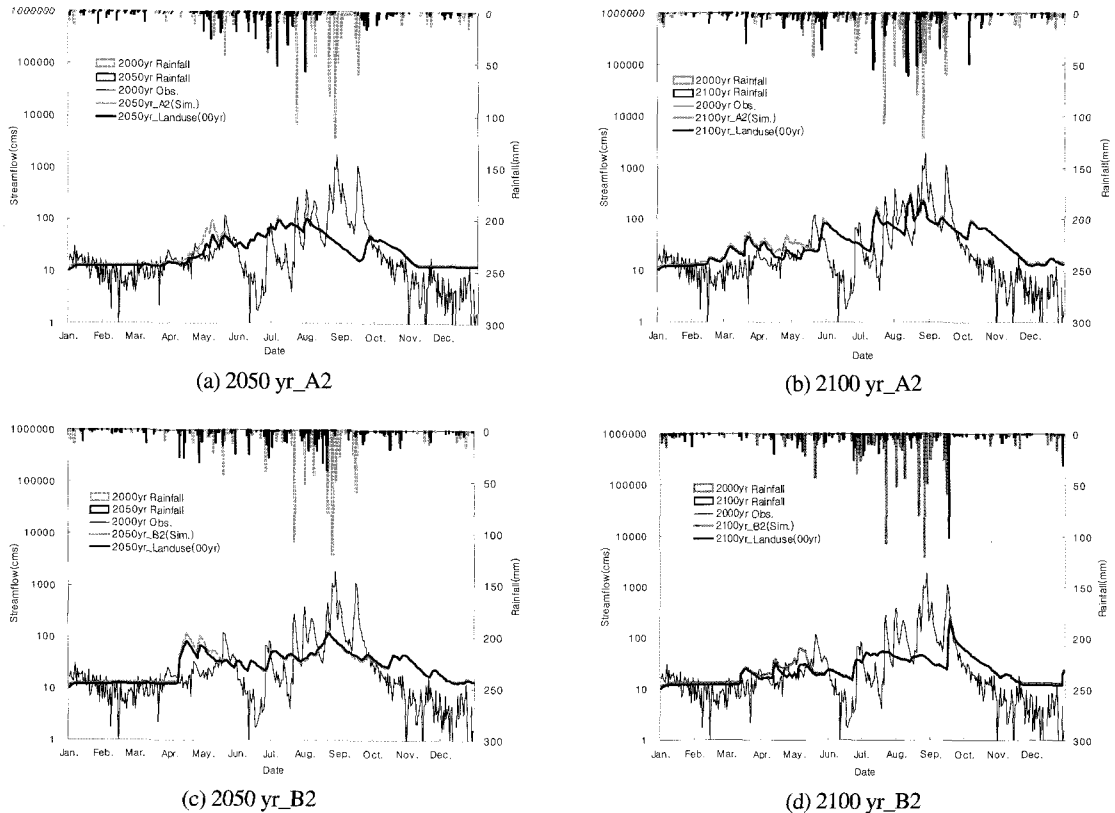 1000000
100000
10000
1000
100
10
1
Streamflow(cms)
0
50
100
150
200
250
300
Rainfall(mm)
2000yr Rainfall
2050yr Rainfall
2000yr Obs.
2050yr_A2(Sim.)
2050yr_Landuse(00yr)
Jan. Feb. Mar. Apr. May. Jun. Jul. Aug. Sep. Oct. Nov. Dec.
Date
(a) 2050 yr_A2
1000000
100000
10000
1000
100
10
1
Streamflow(cms)
0
50
100
150
200
250
300
Rainfall(mm)
2000yr Rainfall
2100yr Rainfall
2000yr Obs.
2100yr_A2(Sim.)
2100yr_Landuse(00yr)
Jan. Feb. Mar. Apr. May. Jun. Jul. Aug. Sep. Oct. Nov. Dec.
Date
(b) 2100 yr_A2
1000000
100000
10000
1000
100
10
1
Streamflow(cms)
0
50
100
150
200
250
300
Rainfall(mm)
2000yr Rainfall
2050yr Rainfall
2000yr Obs.
2050yr_B2(Sim.)
2050yr_Landuse(00yr)
Jan. Feb. Mar. Apr. May. Jun. Jul. Aug. Sep. Oct. Nov. Dec.
Date
(c) 2050 yr_B2
1000000
100000
10000
1000
100
10
1
Streamflow(cms)
0
50
100
150
200
250
300
Rainfall(mm)
2000yr Rainfall
2100yr Rainfall
2000yr Obs.
2100yr_B2(Sim.)
2100yr_Landuse(00yr)
Jan. Feb. Mar. Apr. May. Jun. Jul. Aug. Sep. Oct. Nov. Dec.
Date
(d) 2100 yr_B2